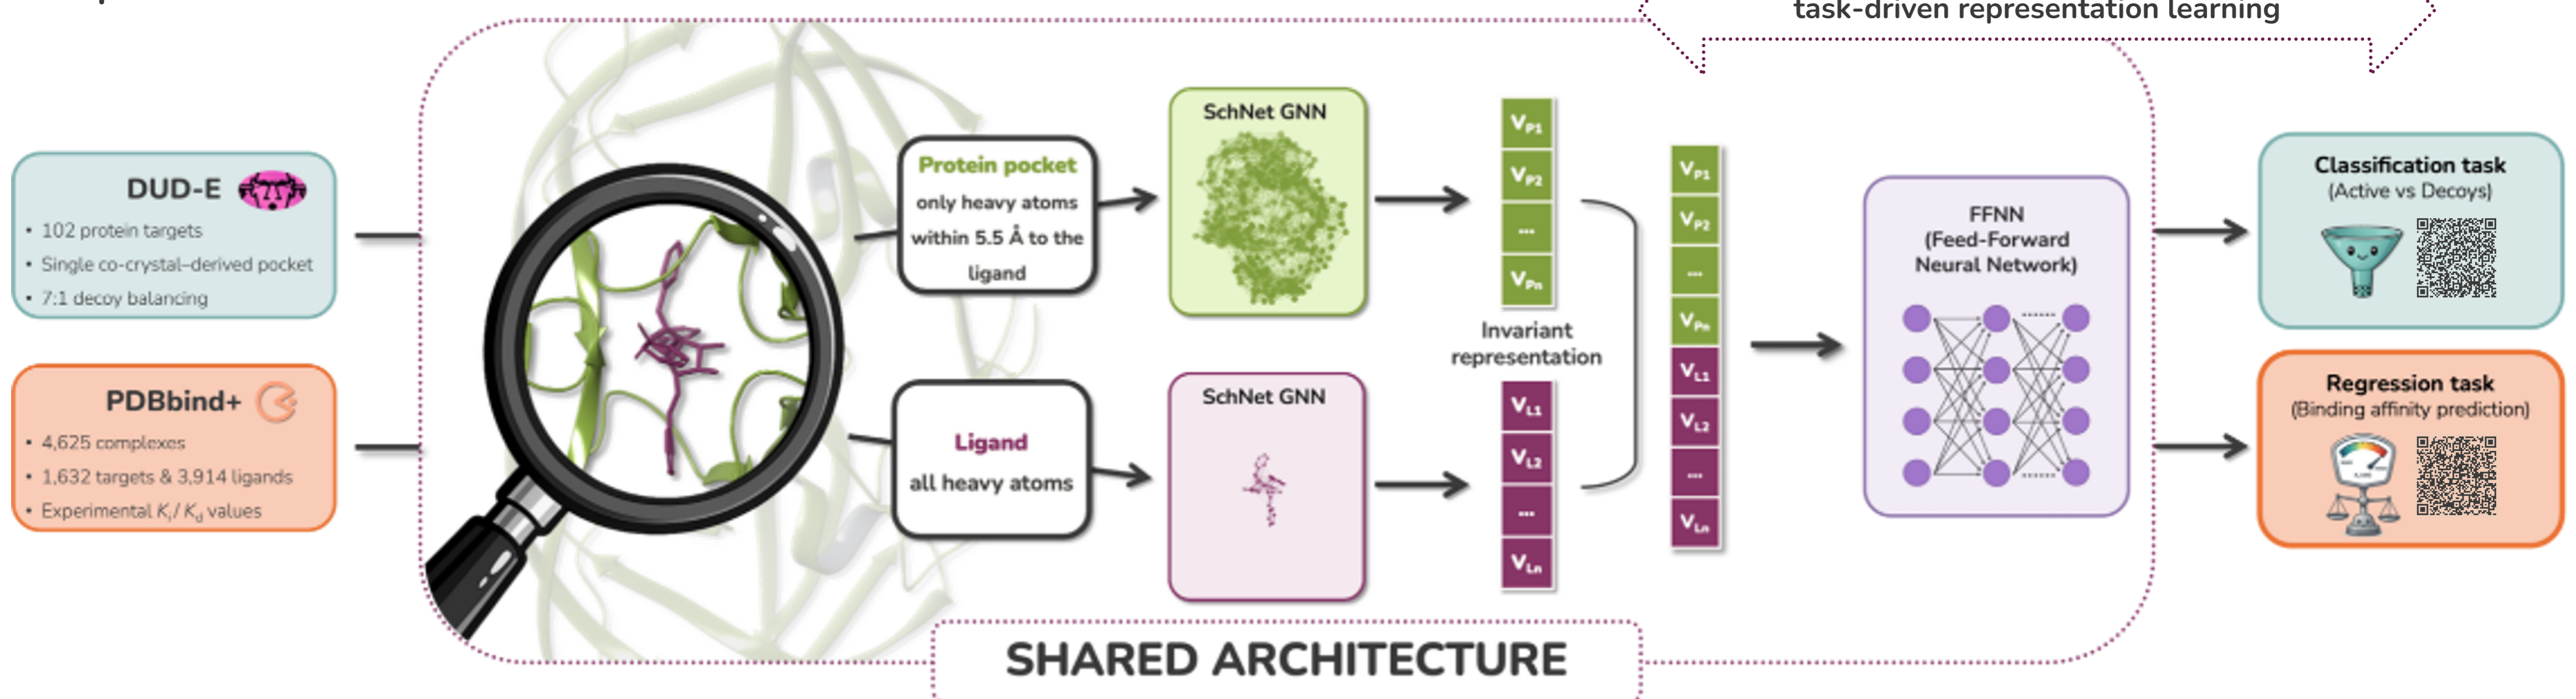 task-driven representation learning
DUD-E
• 102 protein targets
• Single co-crystal–derived pocket
• 7:1 decoy balancing
PDBbind+
• 4,625 complexes
• 1,632 targets & 3,914 ligands
• Experimental Ki/ Kd values
Protein pocket
only heavy atoms
within 5.5 Å to the
ligand
Ligand
all heavy atoms
SchNet GNN
SchNet GNN
VP1
VP2
...
VPn
Invariant
representation
VL1
VL2
...
VLn
VP1
VP2
...
VPn
VL1
VL2
...
VLn
FFNN
(Feed-Forward
Neural Network)
Classification task
(Active vs Decoys)
Regression task
(Binding affinity prediction)
SHARED ARCHITECTURE